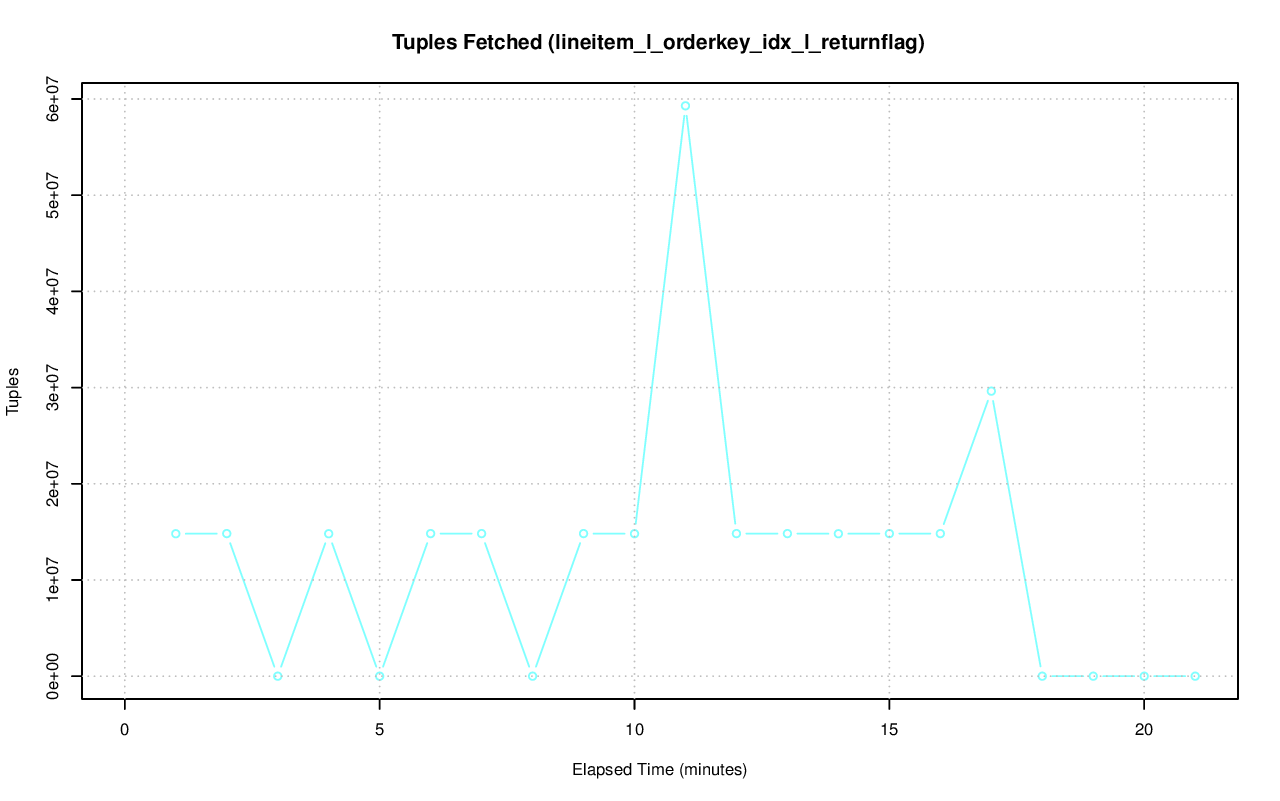 Tuples Fetched (lineitem_l_orderkey_idx_l_returnflag)
6e+07
5e+07
4e+07
3e+07
2e+07
1e+07
0e+00
Tuples
0 5 10 15 20
Elapsed Time (minutes)